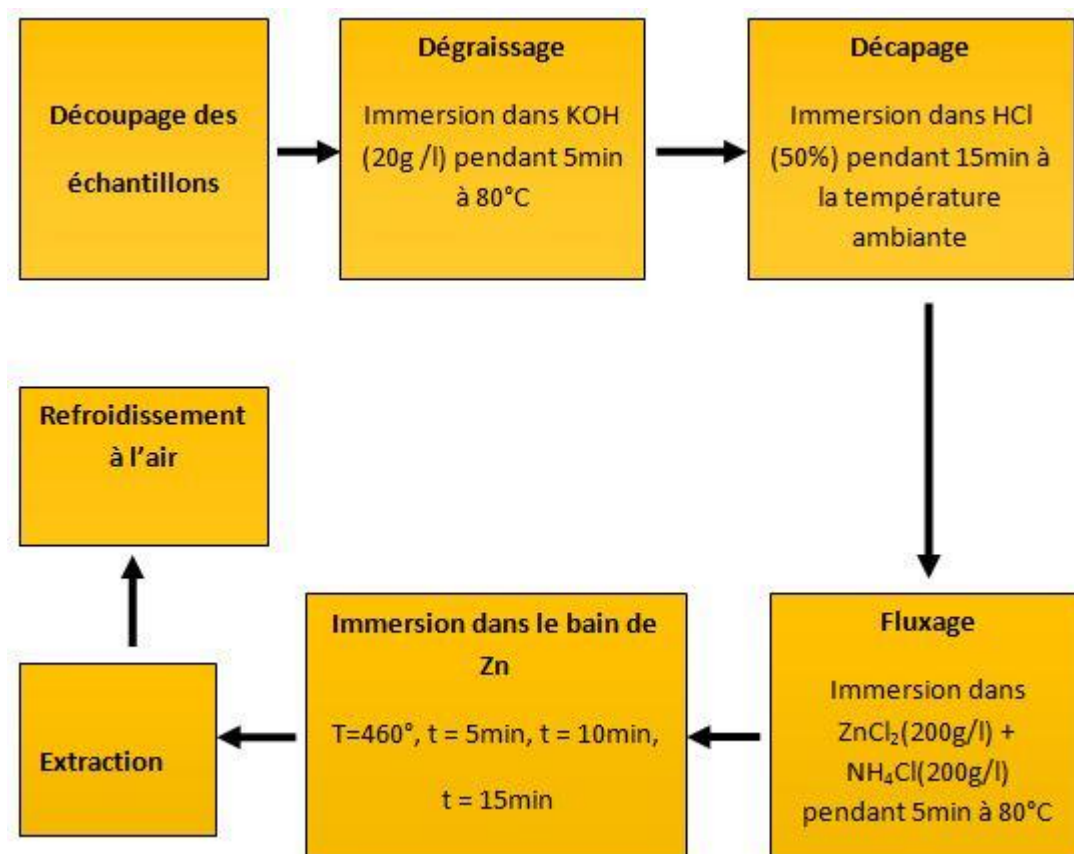 Découpage des
échantillons
Dégraissage
Immersion dans KOH
(20g /l) pendant 5min
à 80°C
Décapage
Immersion dans HCl
(50%) pendant 15min à
la température
ambiante
Fluxage
Immersion dans
ZnCl₂(200g/l) +
NH₄Cl(200g/l)
pendant 5min à 80°C
Immersion dans le bain de
Zn
T=460°, t = 5min, t = 10min,
t = 15min
Extraction
Refroidissement
à l’air